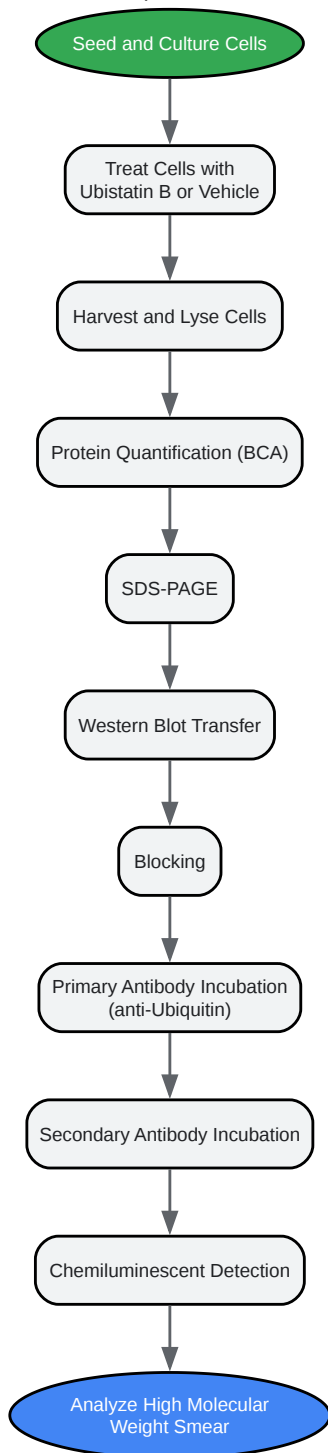 Seed and Culture Cells
Treat Cells with
Ubistatin B or Vehicle
Harvest and Lyse Cells
Protein Quantification (BCA)
SDS-PAGE
Western Blot Transfer
Blocking
Primary Antibody Incubation
(anti-Ubiquitin)
Secondary Antibody Incubation
Chemiluminescent Detection
Analyze High Molecular
Weight Smear